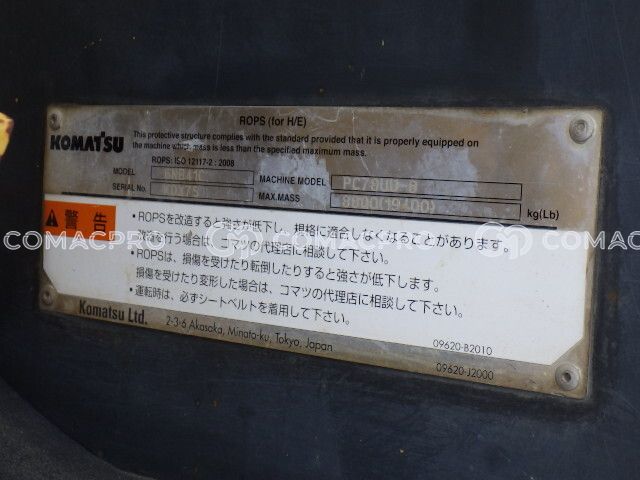 ROPS (for H/E)
KOMATSU
This protective structure complies with the standard provided that it is properly equipped on
the machine which mass is less than the specified maximum mass.
ROPS: ISO 12117-2 : 2008
MODEL
MACHINE MODEL PC78UU-8
SERIAL No.
MAX.MASS kg(Lb)
警告
• ROPSを改造すると強さが低下し、規格に適合しなくなることがあります。
改造を行う場合は、コマツの代理店に相談して下さい。
• ROPSは、損傷を受けたり転倒したりすると強さが低下します。
損傷を受けたり変形した場合は、コマツの代理店に相談して下さい。
• 運転時は、必ずシートベルトを着用して下さい。
09620-B2010
Komatsu Ltd. 2-3-6 Akasaka, Minato-ku, Tokyo, Japan
09620-J2000
COMACPRO COMACPRO COMACPRO COMACPRO